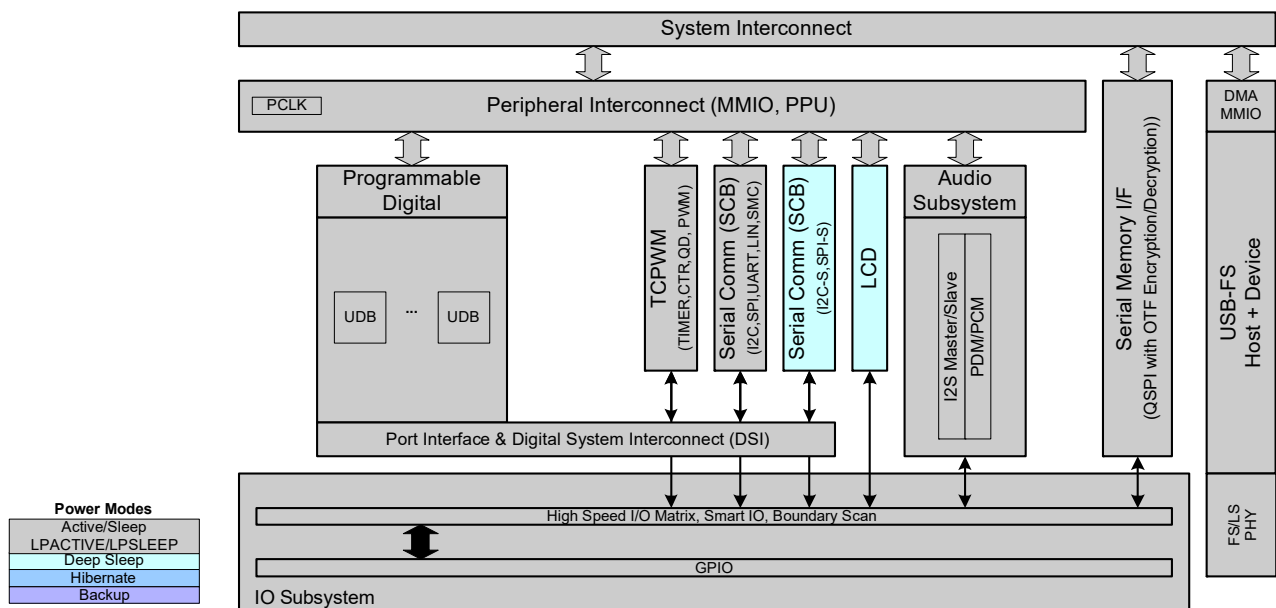 System Interconnect
PCLK
Peripheral Interconnect (MMIO, PPU)
DMA
MMIO
Programmable
Digital
UDB
...
UDB
TCPWM
(TIMER,CTR,QD, PWM)
Serial Comm (SCB)
(I2C,SPI,UART,LIN,SMC)
Serial Comm (SCB)
(I2C-S,SPI-S)
LCD
Audio
Subsystem
I2S Master/Slave
PDM/PCM
Serial Memory I/F
(QSPI with OTF Encryption/Decryption))
USB-FS
Host + Device
FS/LS
PHY
Port Interface & Digital System Interconnect (DSI)
High Speed I/O Matrix, Smart IO, Boundary Scan
GPIO
IO Subsystem
Power Modes
Active/Sleep
LPACTIVE/LPSLEEP
Deep Sleep
Hibernate
Backup